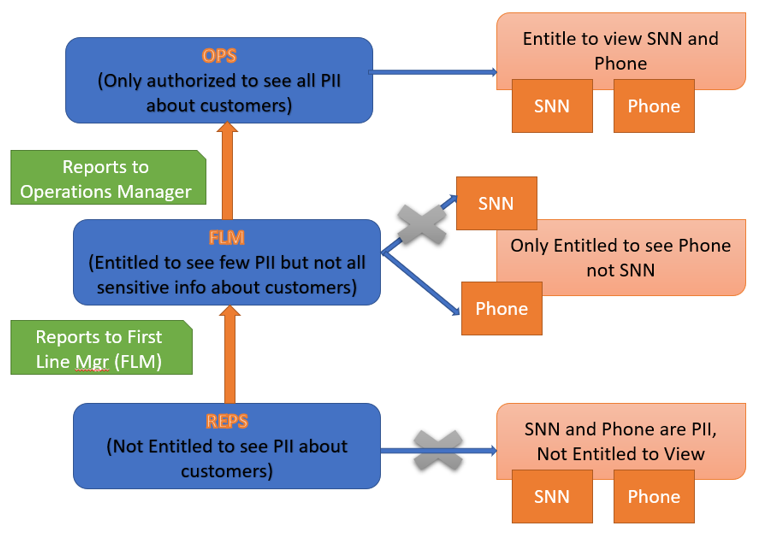 OPS
(Only authorized to see all PII
about customers)
Entitle to view SNN and
Phone
SNN
Phone
Reports to
Operations Manager
FLM
(Entitled to see few PII but not all
sensitive info about customers)
SNN
Only Entitled to see Phone
not SNN
Phone
Reports to First
Line Mgr (FLM)
REPS
(Not Entitled to see PII about
customers)
SNN and Phone are PII,
Not Entitled to View
SNN
Phone